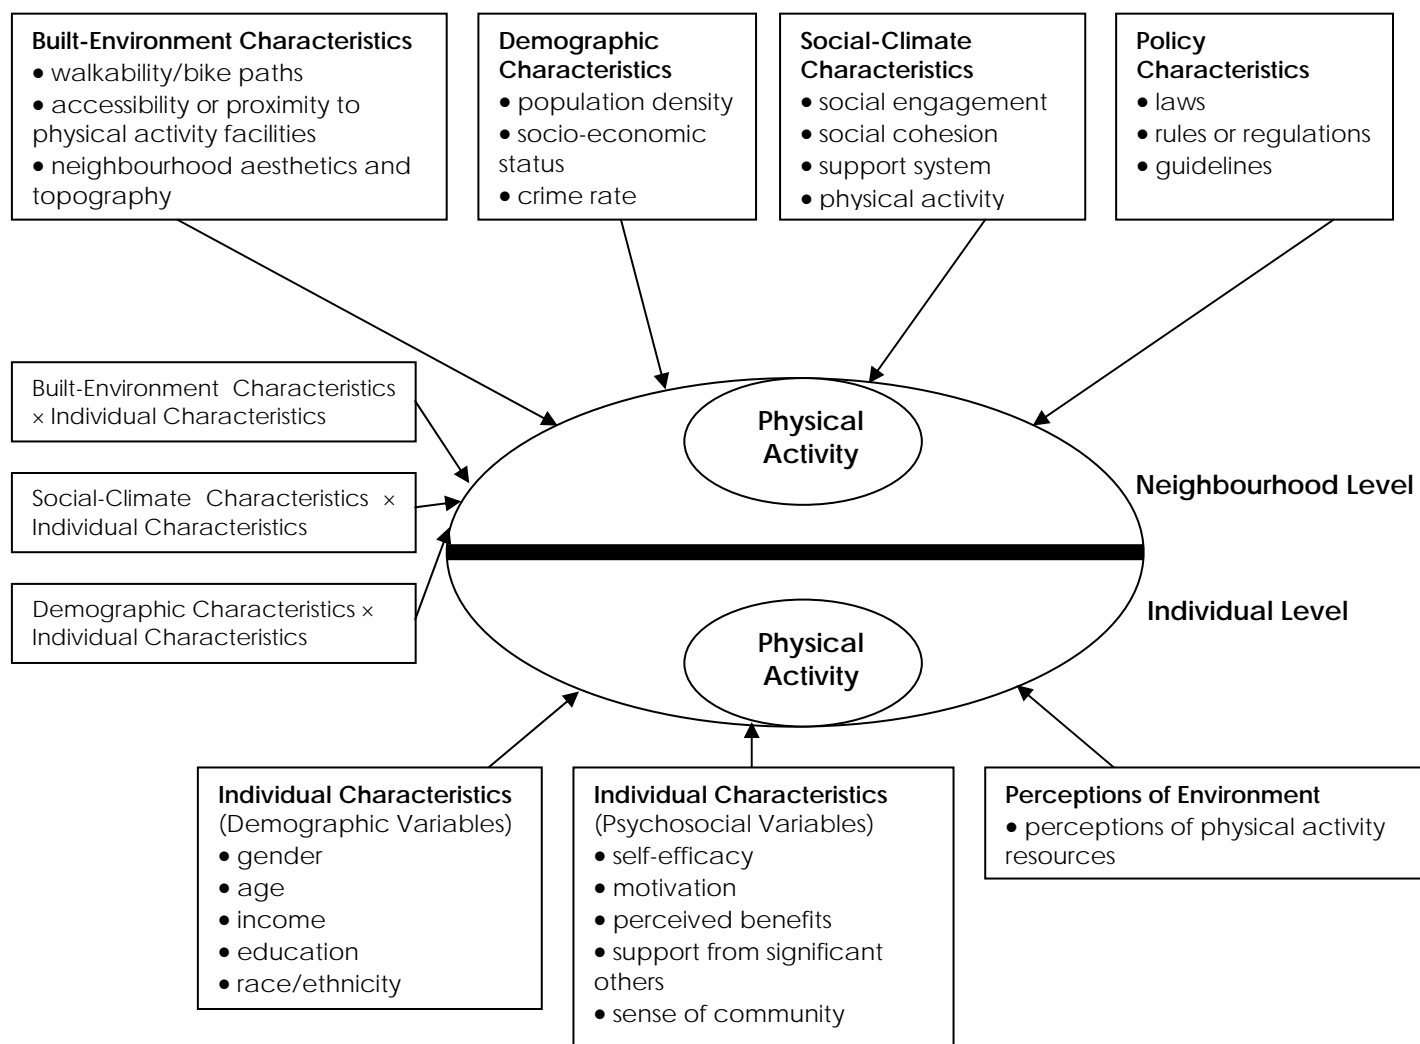 Built-Environment Characteristics
• walkability/bike paths
• accessibility or proximity to
physical activity facilities
• neighbourhood aesthetics and
topography
Demographic
Characteristics
• population density
• socio-economic
status
• crime rate
Social-Climate
Characteristics
• social engagement
• social cohesion
• support system
• physical activity
Policy
Characteristics
• laws
• rules or regulations
• guidelines
Built-Environment Characteristics
× Individual Characteristics
Social-Climate Characteristics ×
Individual Characteristics
Demographic Characteristics ×
Individual Characteristics
Physical
Activity
Neighbourhood Level
Individual Level
Physical
Activity
Individual Characteristics
(Demographic Variables)
• gender
• age
• income
• education
• race/ethnicity
Individual Characteristics
(Psychosocial Variables)
• self-efficacy
• motivation
• perceived benefits
• support from significant
others
• sense of community
Perceptions of Environment
• perceptions of physical activity
resources